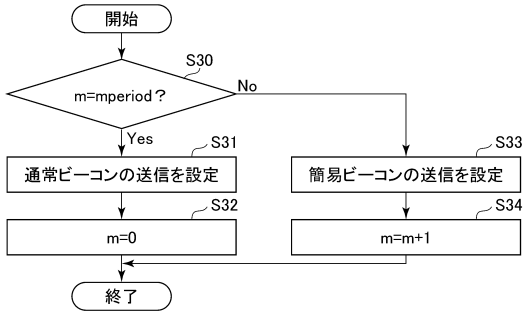 開始
S30
m=mperiod？
No
Yes
S31
通常ビーコンの送信を設定
S33
簡易ビーコンの送信を設定
S32
m=0
S34
m=m+1
終了